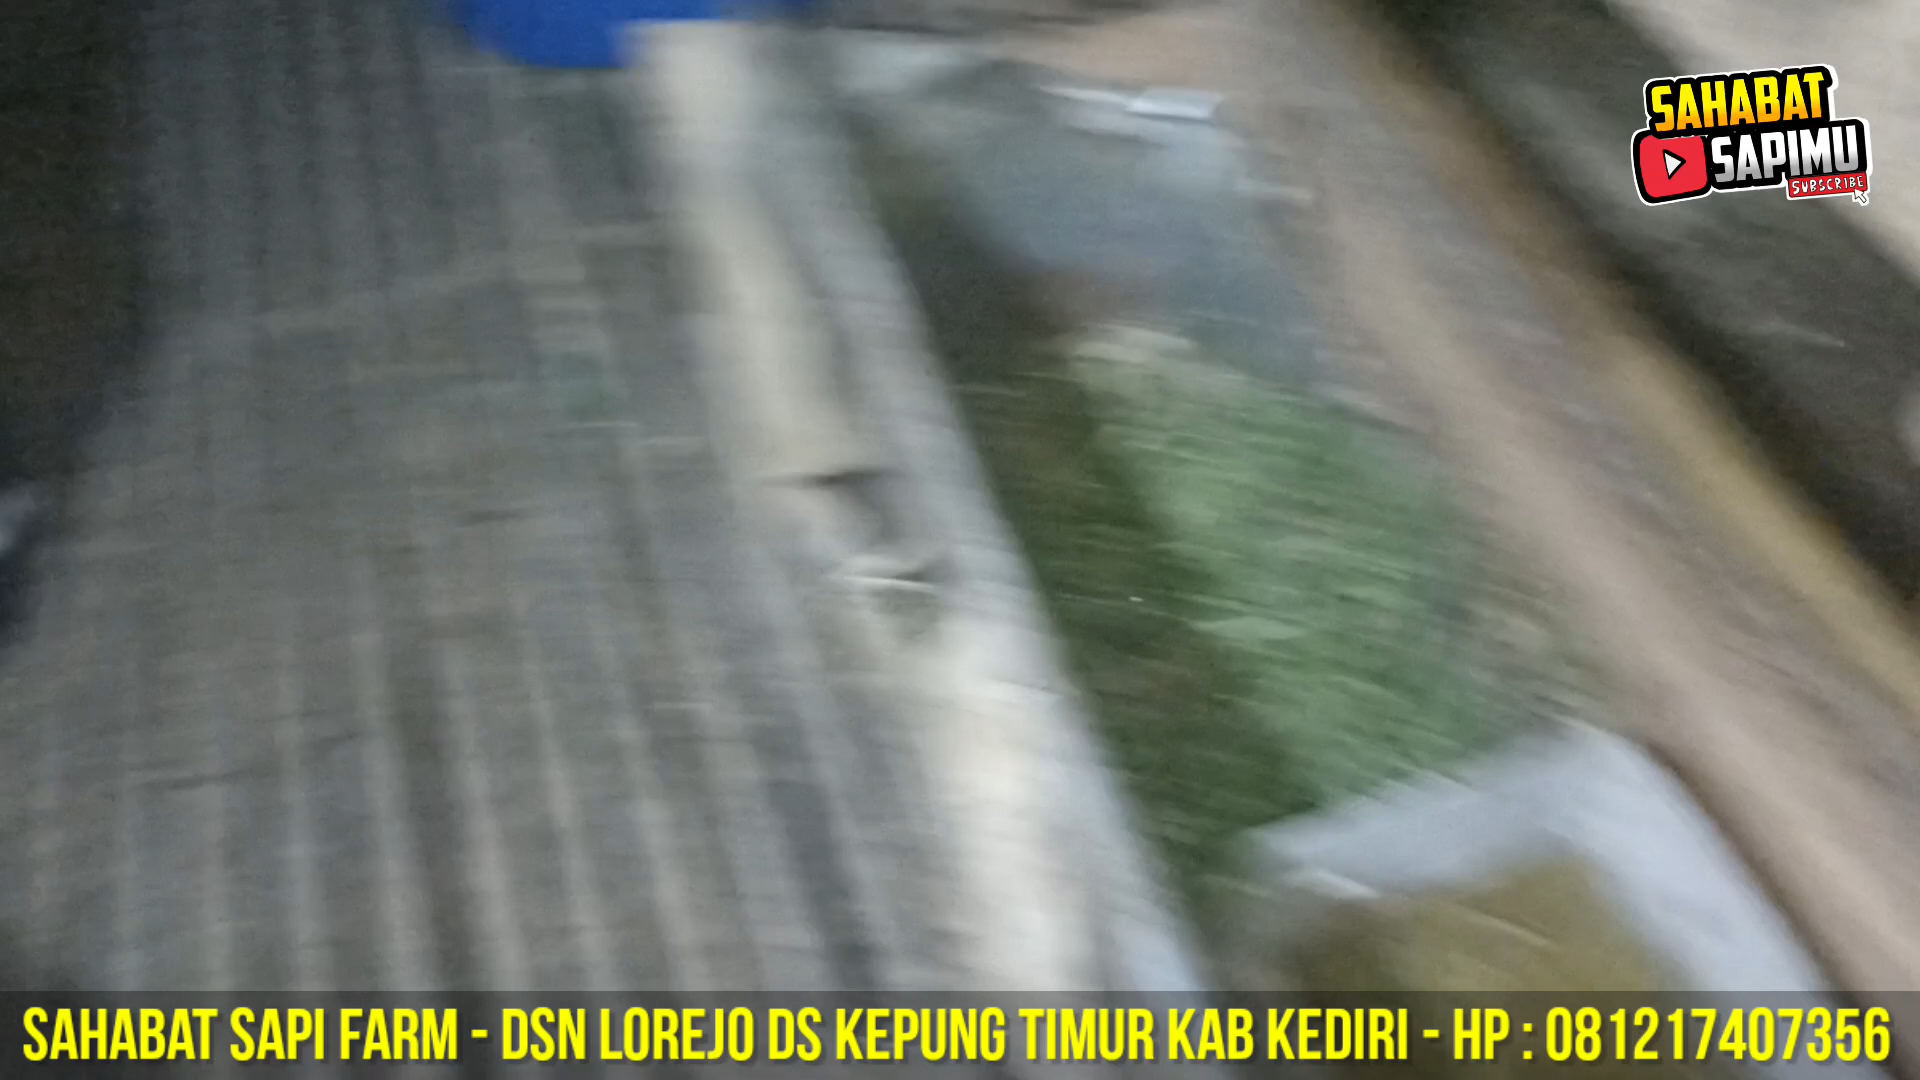 SAHABAT
SAPIMU
SUBSCRIBE
SAHABAT SAPI FARM - DSN LOREJO DS KEPUNG TIMUR KAB KEDIRI - HP : 081217407356